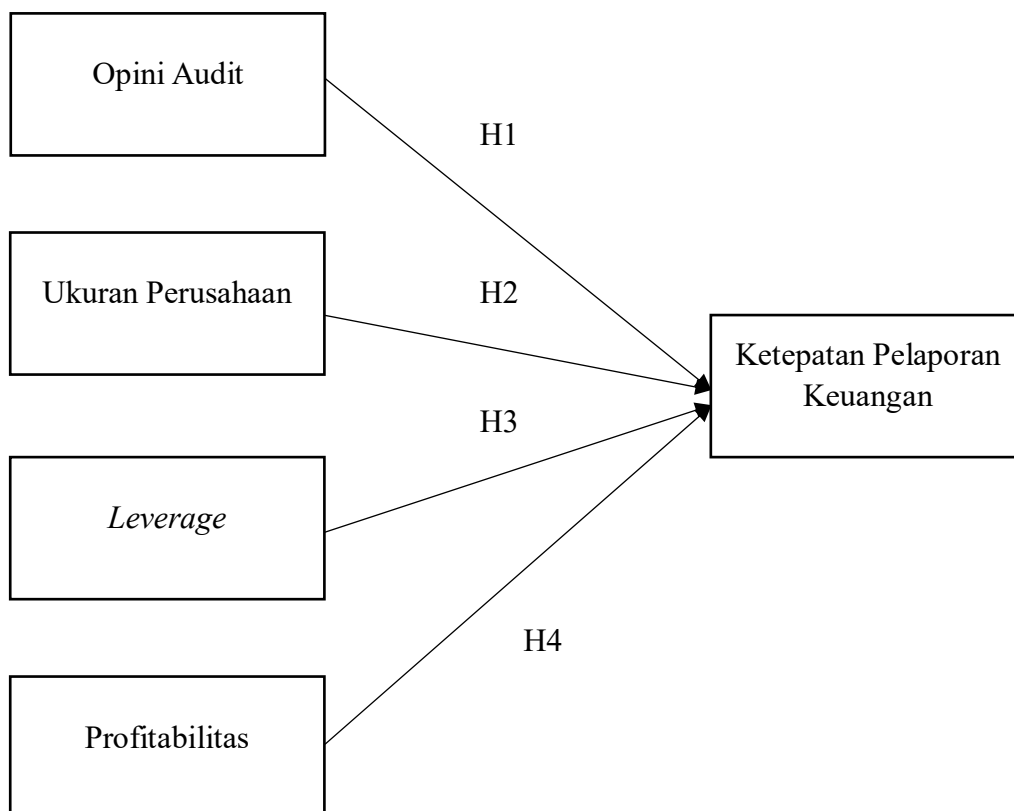 Opini Audit
H1
Ukuran Perusahaan
H2
Ketepatan Pelaporan
Keuangan
H3
Leverage
H4
Profitabilitas